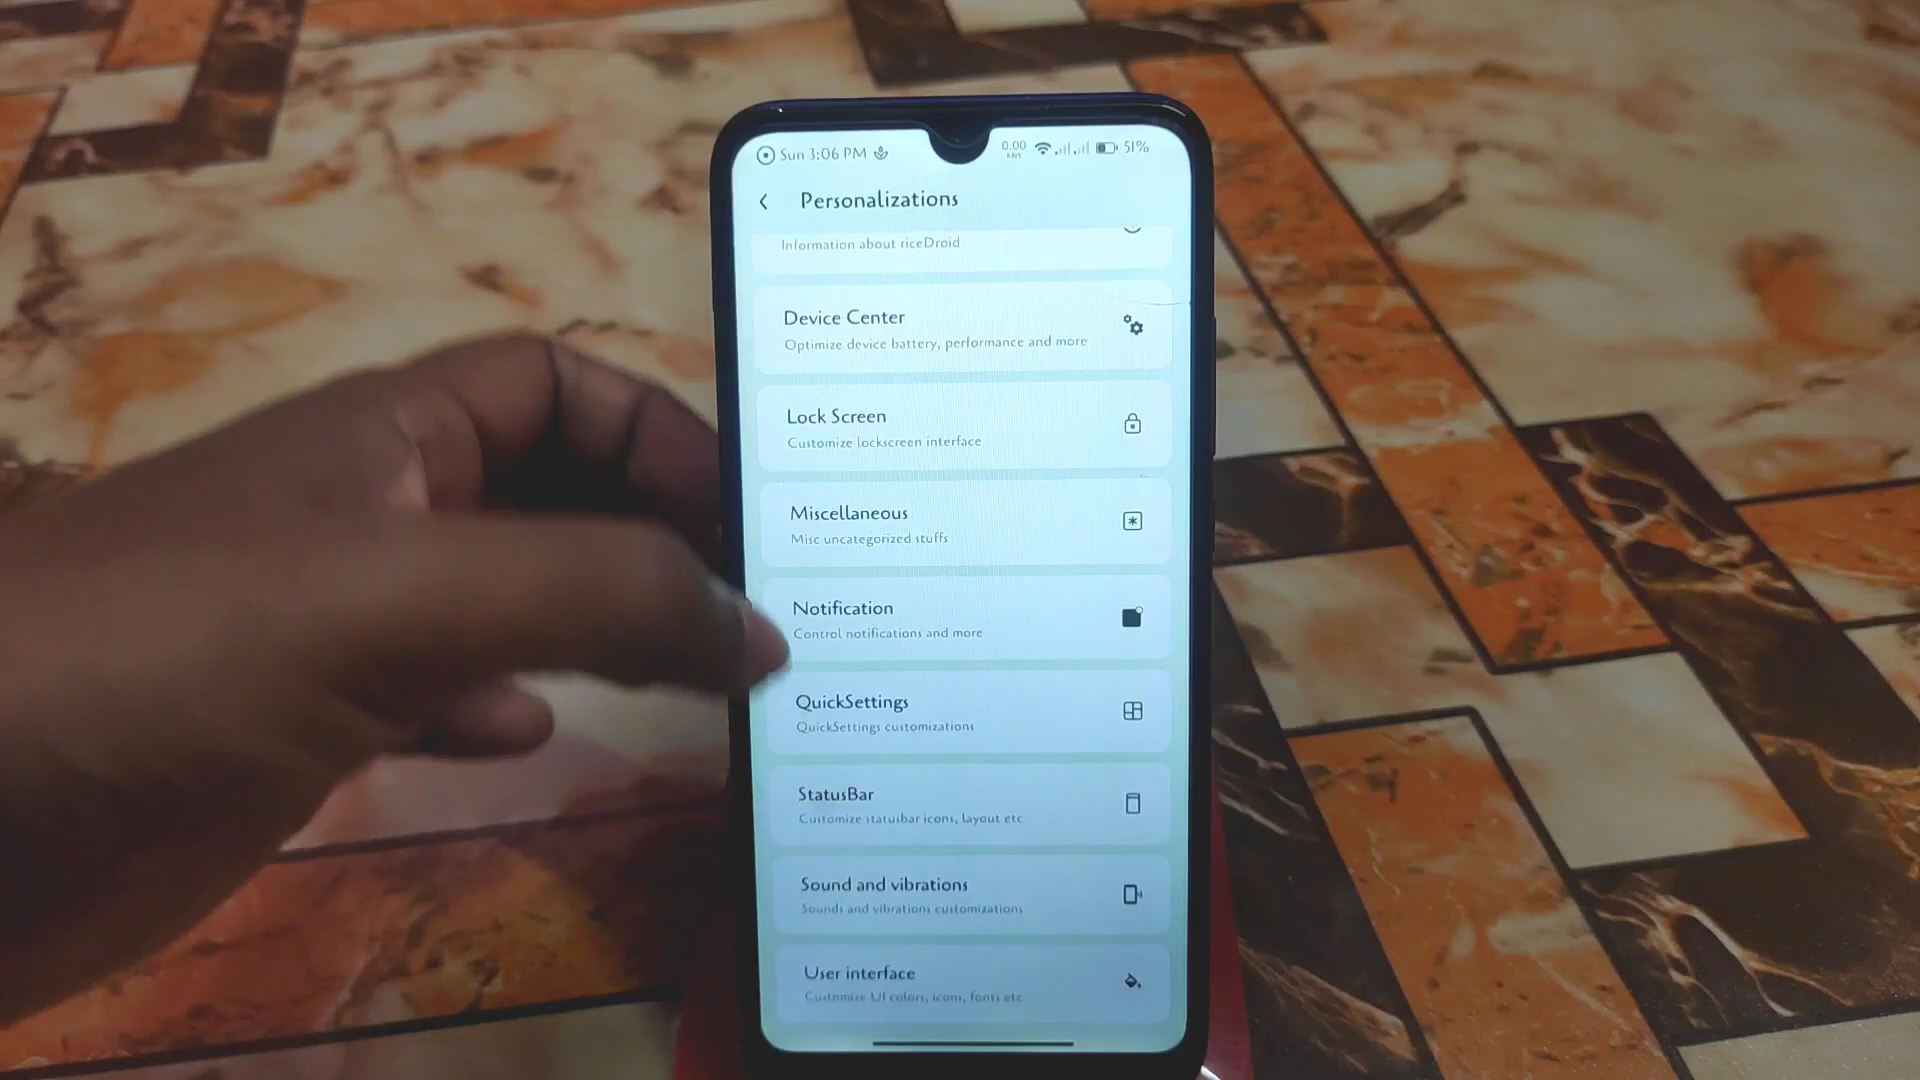 Sun 3:06 PM
0.00
51%
Personalizations
Information about riceDroid
Device Center
Optimize device battery, performance and more
Lock Screen
Customize lockscreen interface
Miscellaneous
Misc uncategorized stuffs
Notification
Control notifications and more
QuickSettings
QuickSettings customizations
StatusBar
Customize statusbar icons, layout etc
Sound and vibrations
Sounds and vibrations customizations
User interface
Customize UI colors, icons, fonts etc